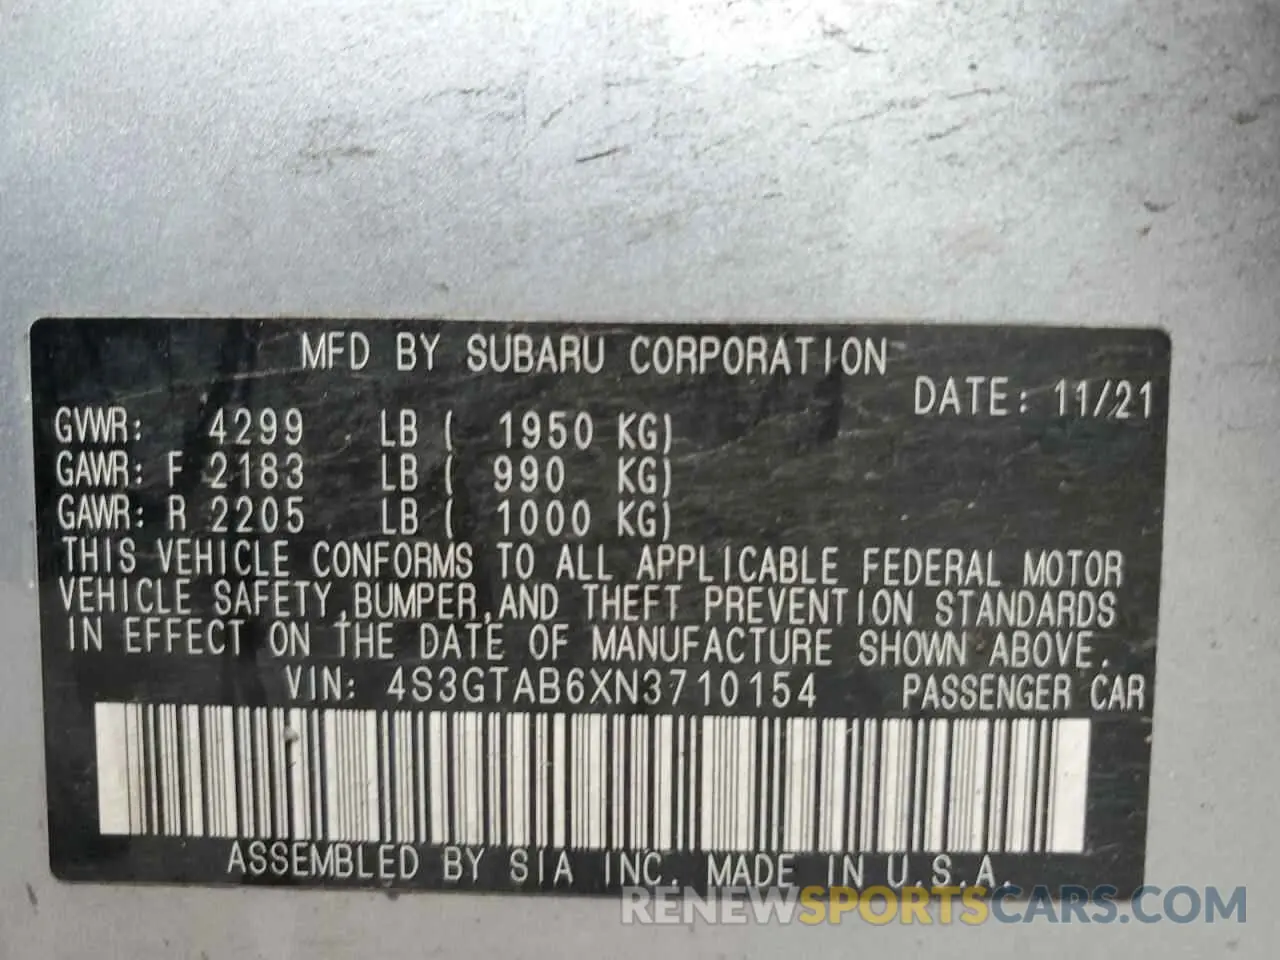 MFD BY SUBARU CORPORATION
DATE: 11/21
GVWR: 4299 LB ( 1950 KG)
GAWR: F 2183 LB ( 990 KG)
GAWR: R 2205 LB ( 1000 KG)
THIS VEHICLE CONFORMS TO ALL APPLICABLE FEDERAL MOTOR
VEHICLE SAFETY,BUMPER,AND THEFT PREVENTION STANDARDS
IN EFFECT ON THE DATE OF MANUFACTURE SHOWN ABOVE.
VIN: 4S3GTAB6XN3710154 PASSENGER CAR
ASSEMBLED BY SIA INC. MADE IN U.S.A.
RENEWSPORTSCARS.COM